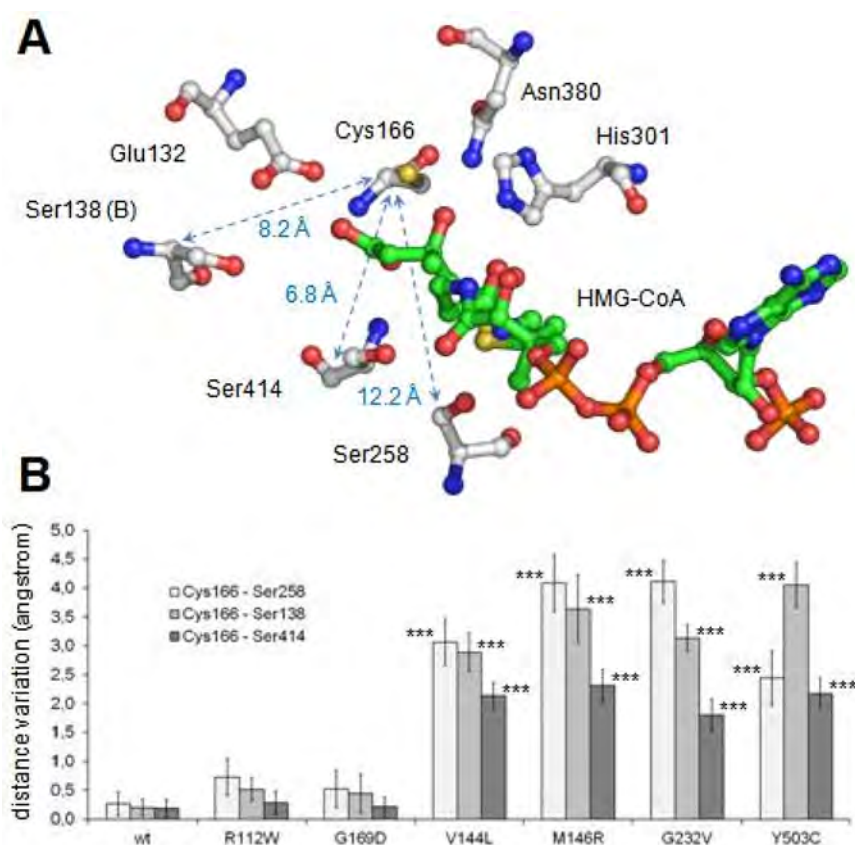 A
Asn380
Cys166
His301
Glu132
Ser138 (B)
8.2 Å
HMG-CoA
6.8 Å
Ser414
12.2 Å
Ser258
B
distance variation (angstrom)
5,0
4,5
4,0
3,5
3,0
2,5
2,0
1,5
1,0
0,5
0,0
Cys166 - Ser258
Cys166 - Ser138
Cys166 - Ser414
*** *** ***
*** *** ***
*** *** ***
*** ***
wt R112W G169D V144L M146R G232V Y503C